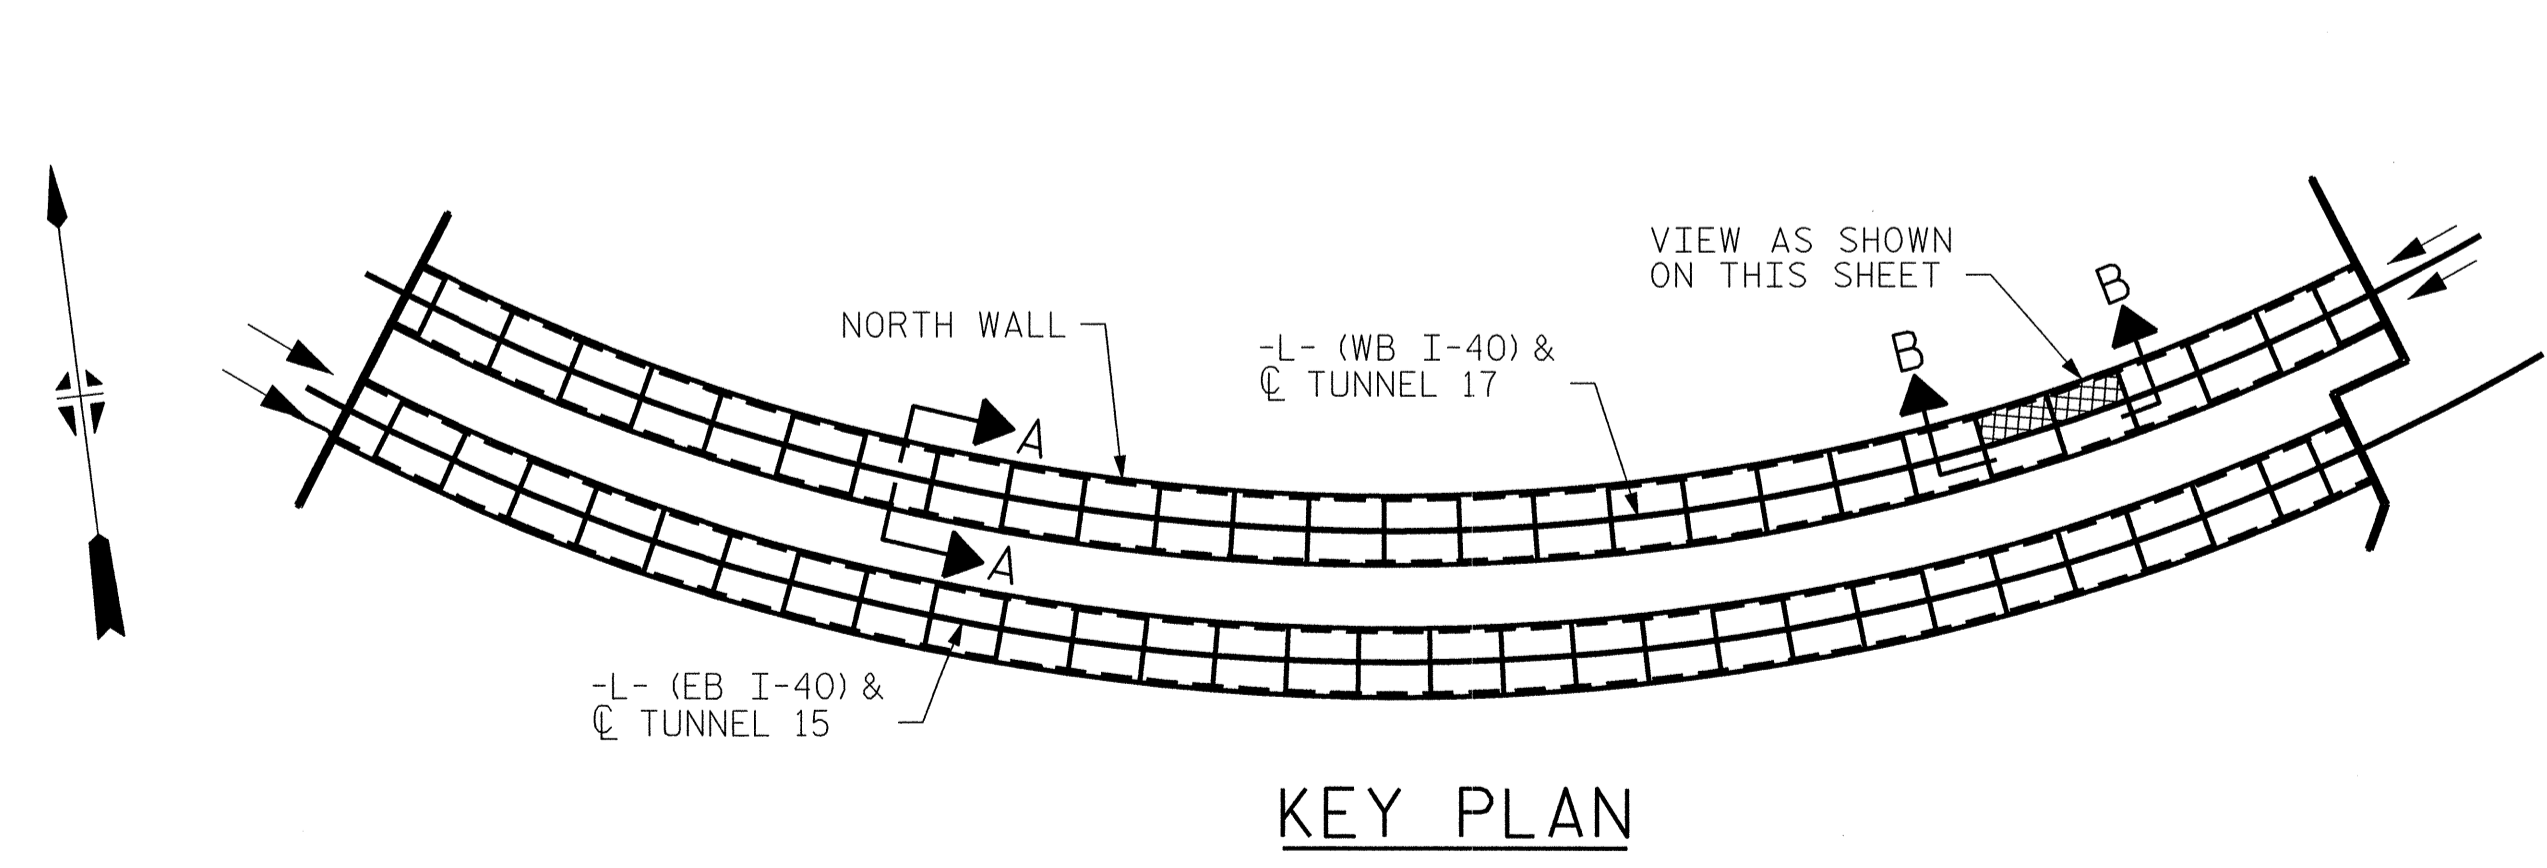 VIEW AS SHOWN
ON THIS SHEET
B
B
NORTH WALL
-L- (WB I-40) &
℄ TUNNEL 17
A
A
-L- (EB I-40) &
℄ TUNNEL 15
KEY PLAN